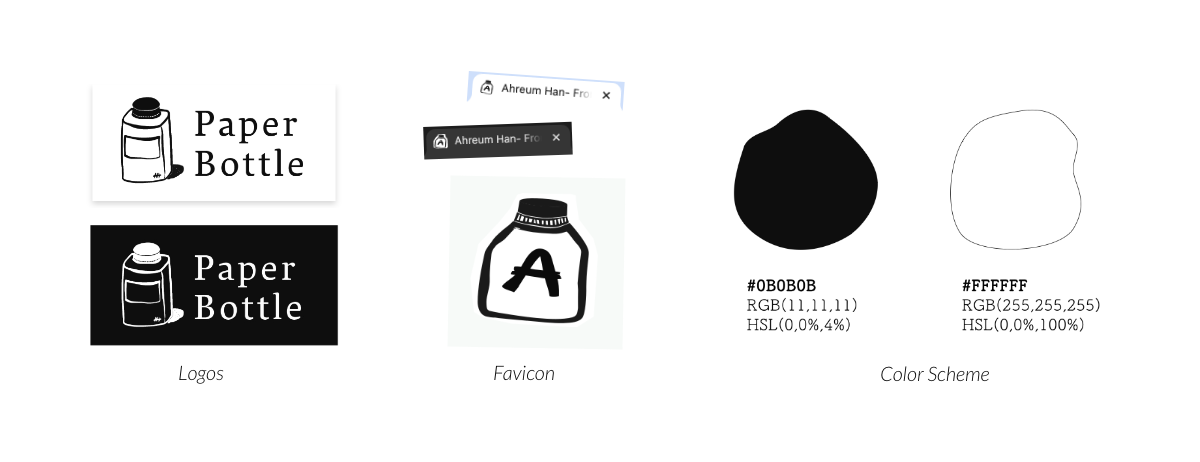 Paper
Bottle
Paper
Bottle
Logos
Ahreum Han- Fro
Ahreum Han- Fro
A
Favicon
#0B0B0B
RGB(11,11,11)
HSL(0,0%,4%)
#FFFFFF
RGB(255,255,255)
HSL(0,0%,100%)
Color Scheme